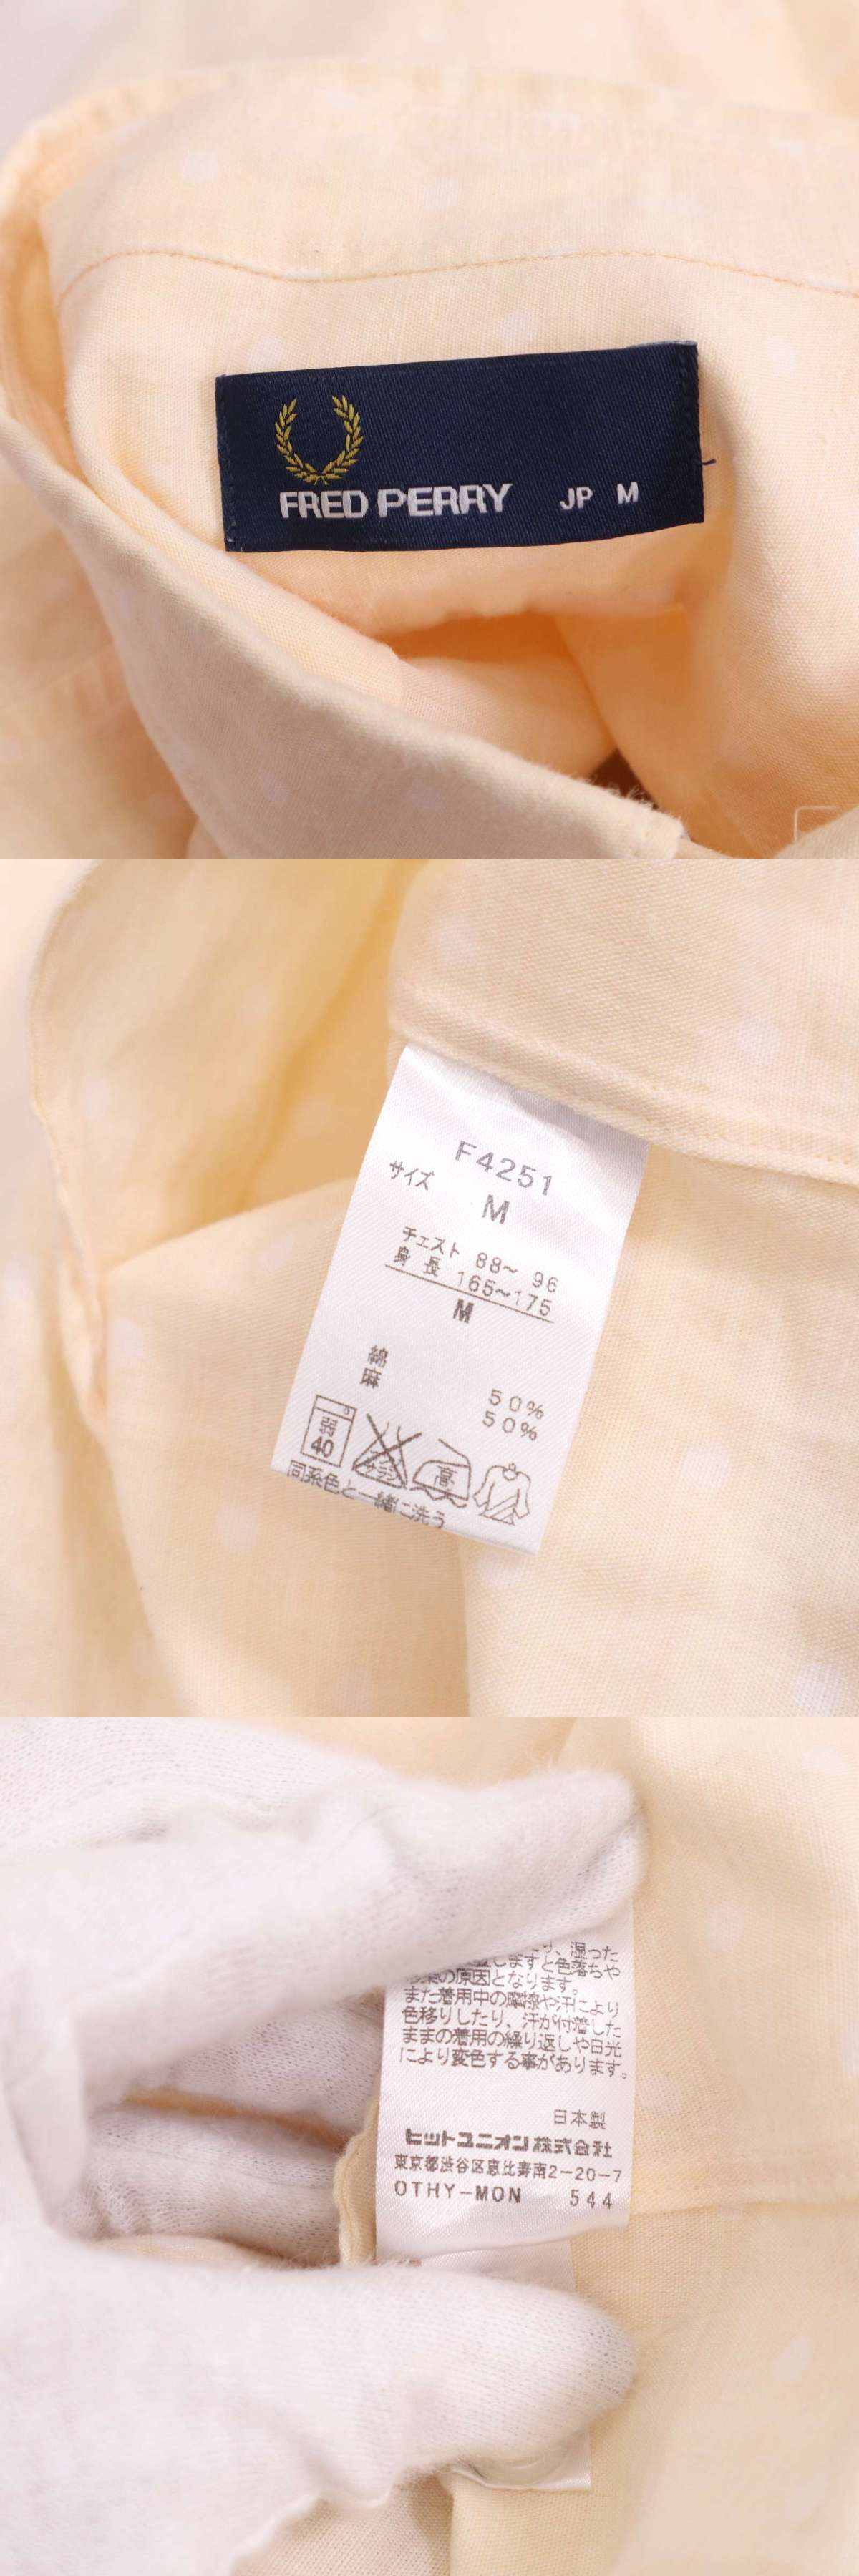 FRED PERRY JP M
F4251
サイズ
M
チェスト 88～ 96
身長 165～175
M
綿 50%
麻 50%
弱
40
高
同系色と一緒に洗う
、湿った
しますと色落ちや
の原因となります。
また着用中の摩擦や汗により
色移りしたり、汗が付着した
ままの着用の繰り返しや日光
により変色する事があります。
日本製
ヒットユニオン株式会社
東京都渋谷区恵比寿南2-20-7
OTHY-MON 544